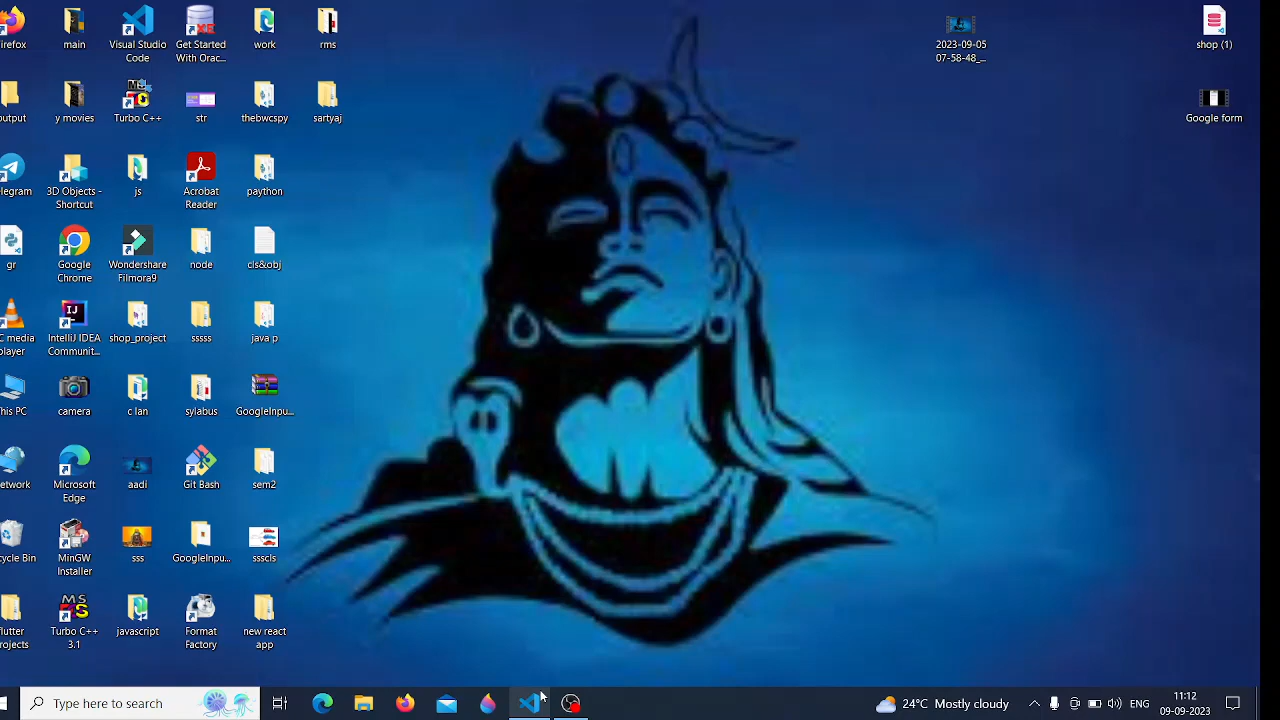 irefox
main
Visual Studio
Code
Get Started
With Orac...
work
rms
2023-09-05
07-58-48_...
shop (1)
output
y movies
Turbo C++
str
thebwcspy
sartyaj
Google form
elegram
3D Objects -
Shortcut
js
Acrobat
Reader
paython
gr
Google
Chrome
Wondershare
Filmora9
node
cls&obj
C media
player
IntelliJ IDEA
Communit...
shop_project
sssss
java p
This PC
camera
c lan
sylabus
GoogleInpu...
etwork
Microsoft
Edge
aadi
Git Bash
sem2
cycle Bin
MinGW
Installer
sss
GoogleInpu...
ssscls
flutter
rojects
Turbo C++
3.1
javascript
Format
Factory
new react
app
Type here to search
24°C Mostly cloudy
ENG
11:12
09-09-2023